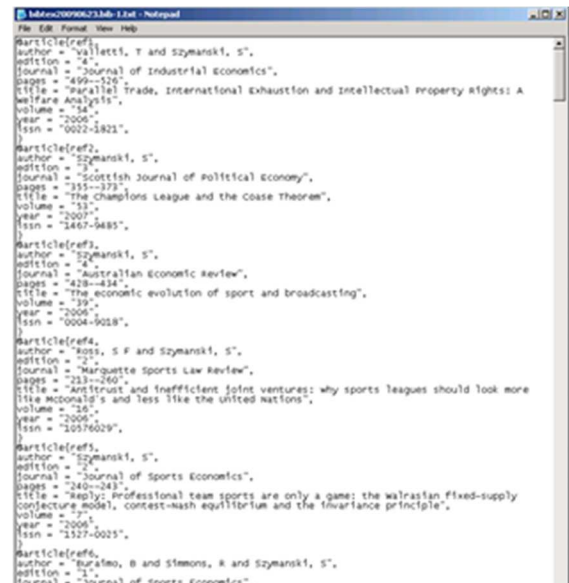 bibtex20090623.bib-1.txt - Notepad
File Edit Format View Help
@article{ref1,
author = "Valletti, T and Szymanski, S",
edition = "4",
journal = "Journal of Industrial Economics",
pages = "499--526",
title = "Parallel Trade, International Exhaustion and Intellectual Property Rights: A
Welfare Analysis",
volume = "54",
year = "2006",
issn = "0022-1821",
}
@article{ref2,
author = "Szymanski, S",
edition = "3",
journal = "Scottish Journal of Political Economy",
pages = "355--373",
title = "The Champions League and the Coase Theorem",
volume = "53",
year = "2007",
issn = "1467-9485",
}
@article{ref3,
author = "Szymanski, S",
edition = "4",
journal = "Australian Economic Review",
pages = "428--434",
title = "The economic evolution of sport and broadcasting",
volume = "39",
year = "2006",
issn = "0004-9018",
}
@article{ref4,
author = "Ross, S F and Szymanski, S",
edition = "2",
journal = "Marquette Sports Law Review",
pages = "213--260",
title = "Antitrust and inefficient joint ventures: why sports leagues should look more
like McDonald's and less like the United Nations",
volume = "16",
year = "2006",
issn = "10576029",
}
@article{ref5,
author = "Szymanski, S",
edition = "2",
journal = "Journal of Sports Economics",
pages = "240--243",
title = "Reply: Professional team sports are only a game: the Walrasian fixed-supply
conjecture model, contest-Nash equilibrium and the invariance principle",
volume = "7",
year = "2006",
issn = "1527-0025",
}
@article{ref6,
author = "Buraimo, B and Simmons, R and Szymanski, S",
edition = "1",
journal = "Journal of Sports Economics",